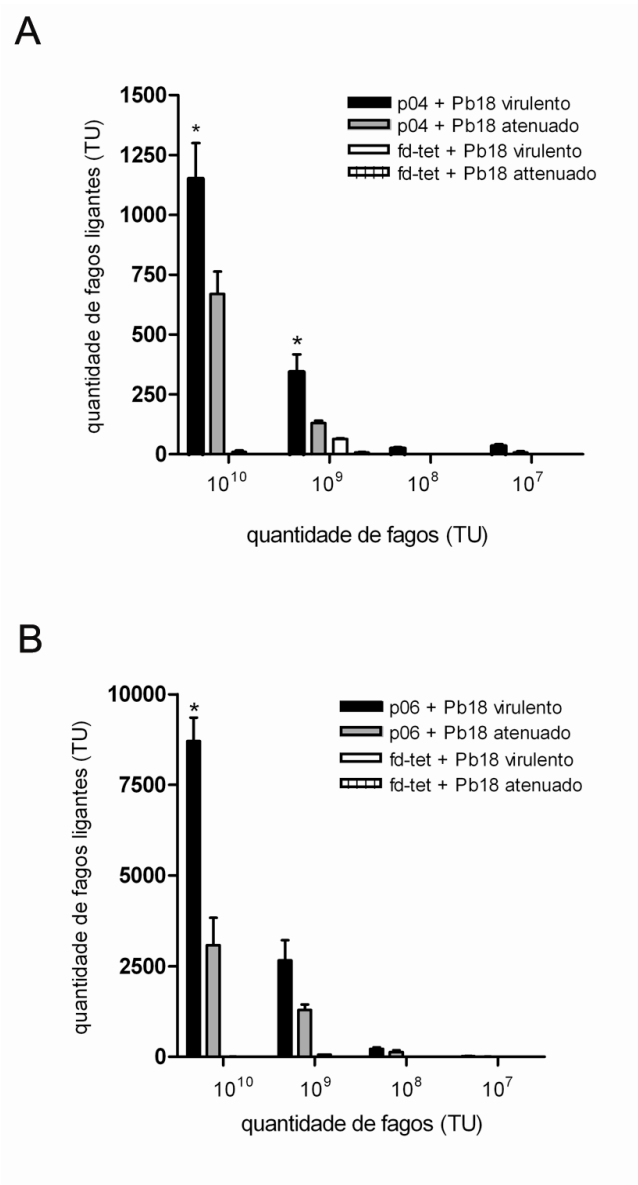 A
quantidade de fagos ligantes (TU)
1500
1250
1000
750
500
250
0
*
*
p04 + Pb18 virulento
p04 + Pb18 atenuado
fd-tet + Pb18 virulento
fd-tet + Pb18 attenuado
10¹⁰
10⁹
10⁸
10⁷
quantidade de fagos (TU)
B
quantidade de fagos ligantes (TU)
10000
7500
5000
2500
0
*
p06 + Pb18 virulento
p06 + Pb18 atenuado
fd-tet + Pb18 virulento
fd-tet + Pb18 atenuado
10¹⁰
10⁹
10⁸
10⁷
quantidade de fagos (TU)